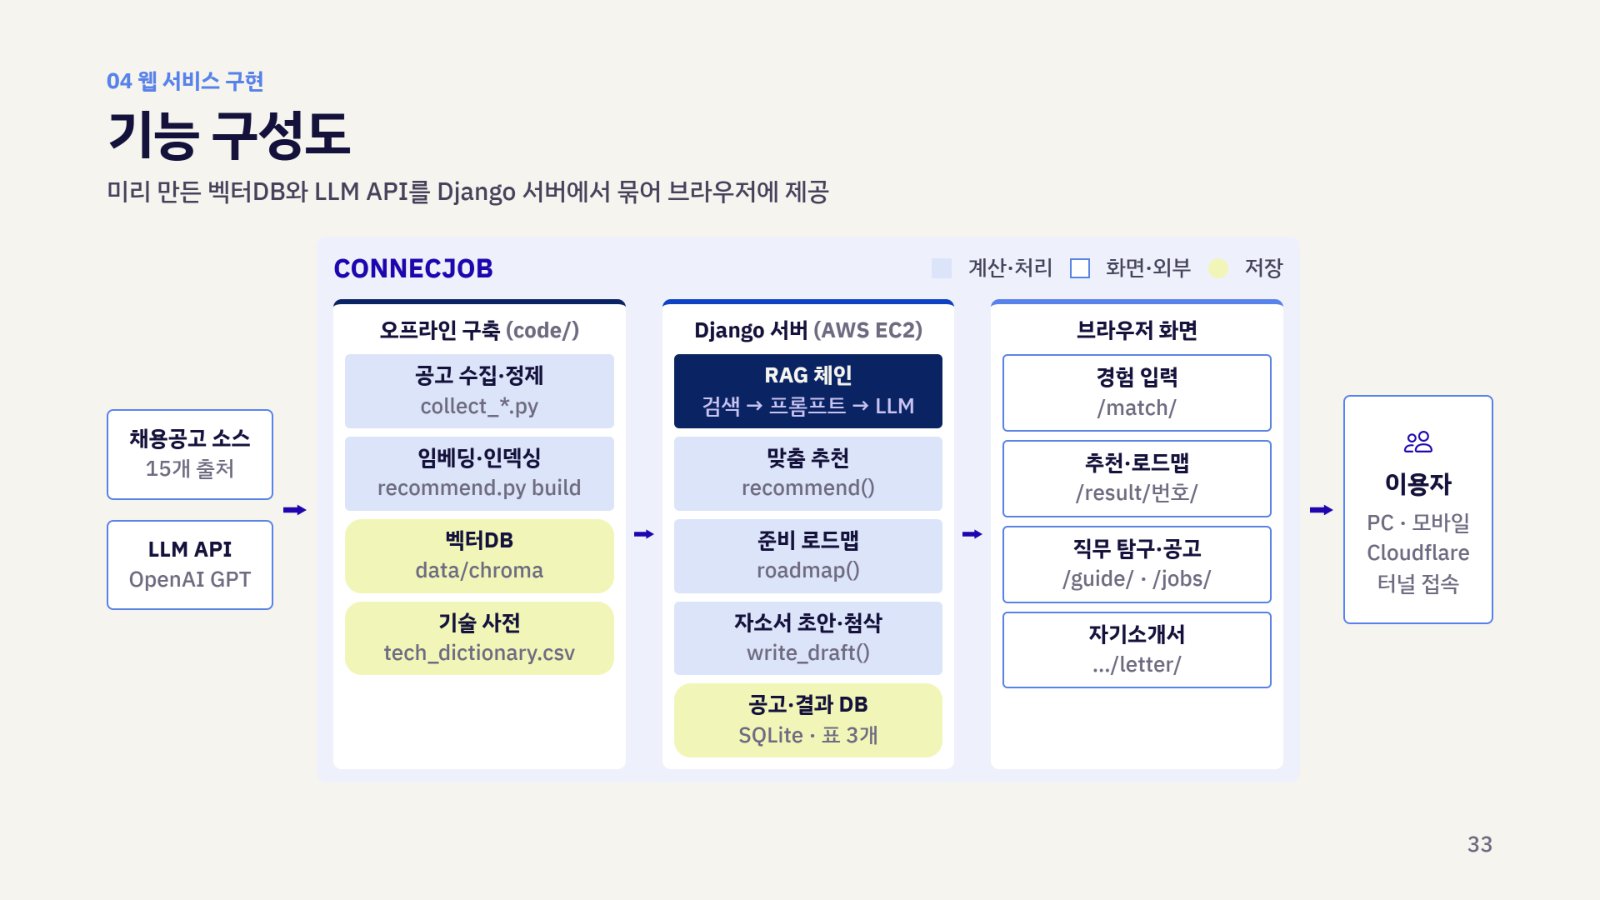 04 웹 서비스 구현
기능 구성도
미리 만든 벡터DB와 LLM API를 Django 서버에서 묶어 브라우저에 제공
채용공고 소스
15개 출처
LLM API
OpenAI GPT
CONNECJOB
계산·처리
화면·외부
저장
오프라인 구축 (code/)
공고 수집·정제
collect_*.py
임베딩·인덱싱
recommend.py build
벡터DB
data/chroma
기술 사전
tech_dictionary.csv
Django 서버 (AWS EC2)
RAG 체인
검색 → 프롬프트 → LLM
맞춤 추천
recommend()
준비 로드맵
roadmap()
자소서 초안·첨삭
write_draft()
공고·결과 DB
SQLite · 표 3개
브라우저 화면
경험 입력
/match/
추천·로드맵
/result/번호/
직무 탐구·공고
/guide/ · /jobs/
자기소개서
.../letter/
이용자
PC · 모바일
Cloudflare
터널 접속
33